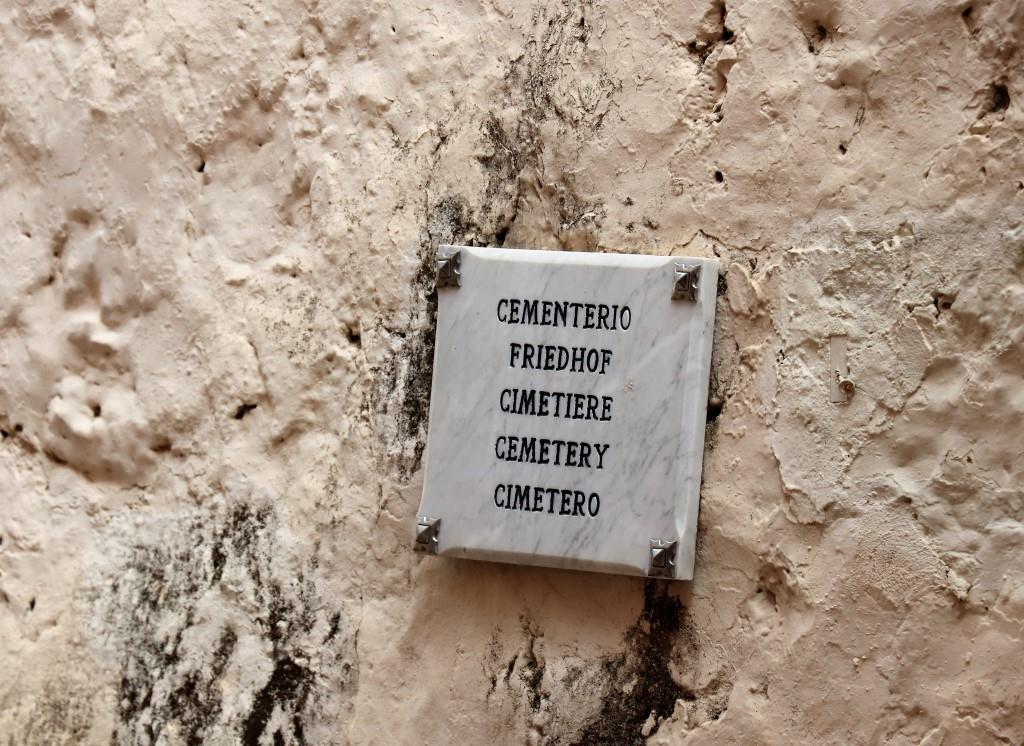 CEMENTERIO
FRIEDHOF
CIMETIERE
CEMETERY
CIMETERO